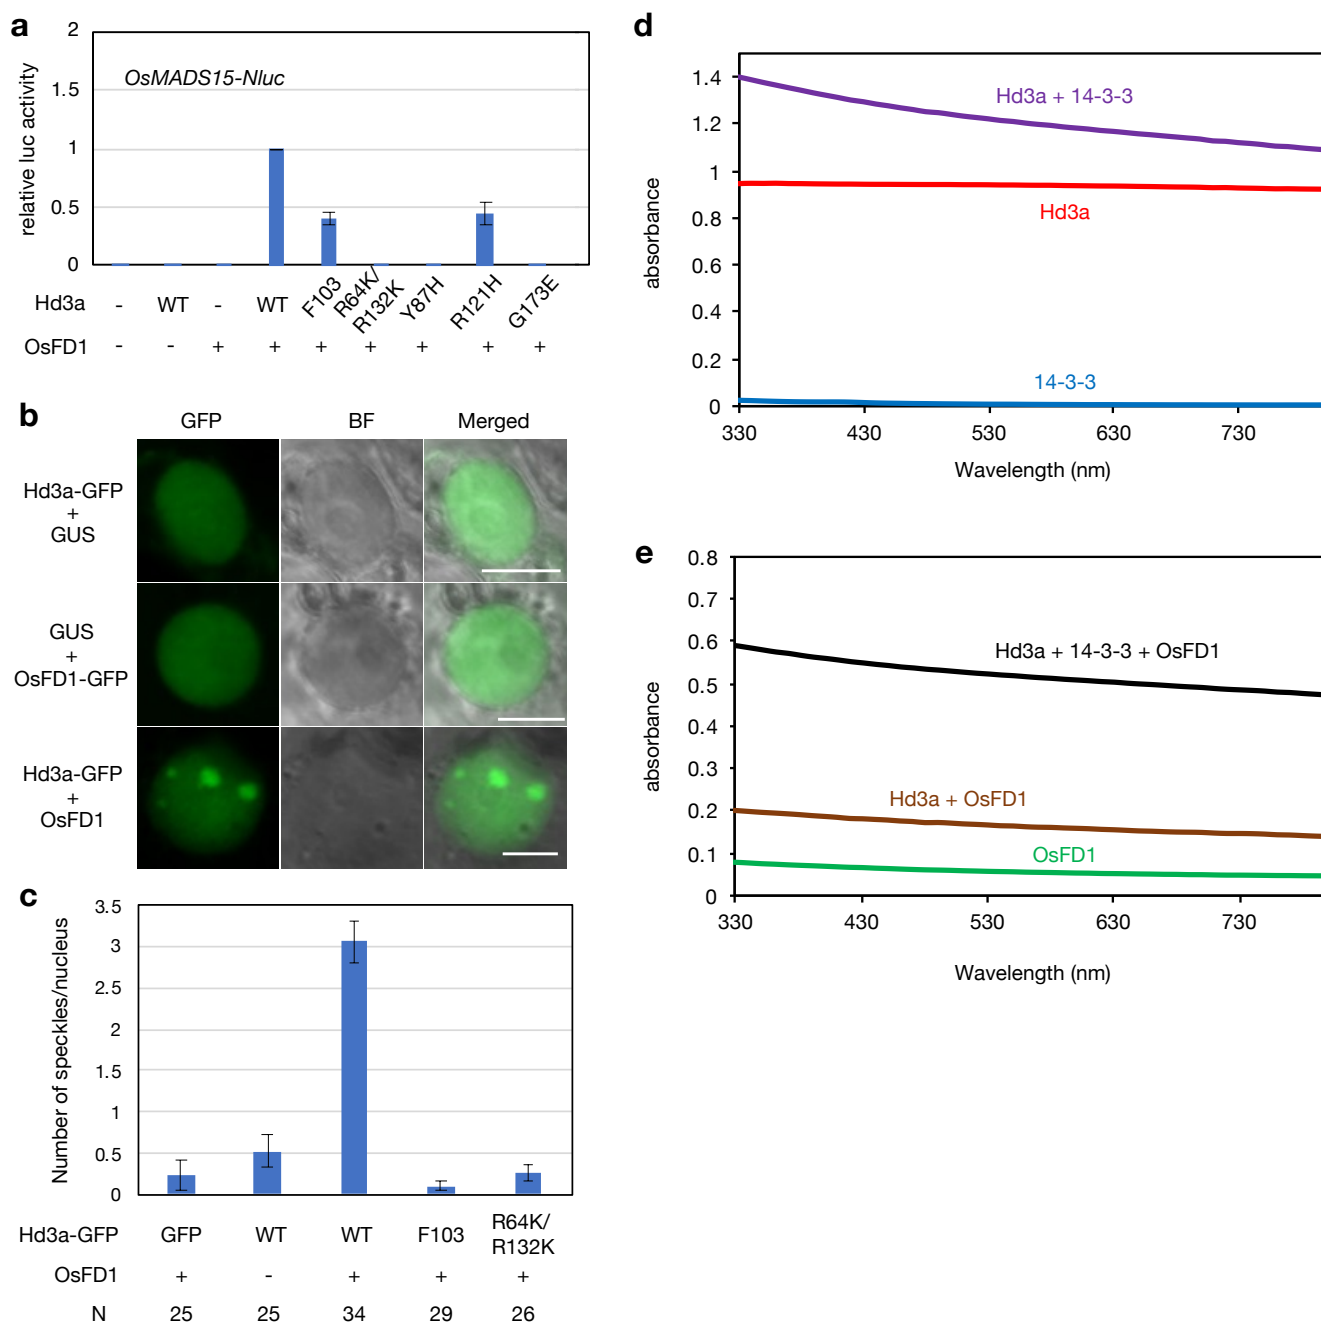 a
2
1.5
1
0.5
0
relative luc activity
OsMADS15-Nluc
Hd3a - WT - WT F103 R64K/ R132K Y87H R121H G173E
OsFD1 - - + + + + + + +
b
GFP BF Merged
Hd3a-GFP
+
GUS
GUS
+
OsFD1-GFP
Hd3a-GFP
+
OsFD1
c
3.5
3
2.5
2
1.5
1
0.5
0
Number of speckles/nucleus
Hd3a-GFP GFP WT WT F103 R64K/
R132K
OsFD1 + - + + +
N 25 25 34 29 26
d
1.4
1.2
1
0.8
0.6
0.4
0.2
0
absorbance
Hd3a + 14-3-3
Hd3a
14-3-3
330 430 530 630 730
Wavelength (nm)
e
0.8
0.7
0.6
0.5
0.4
0.3
0.2
0.1
0
absorbance
Hd3a + 14-3-3 + OsFD1
Hd3a + OsFD1
OsFD1
330 430 530 630 730
Wavelength (nm)